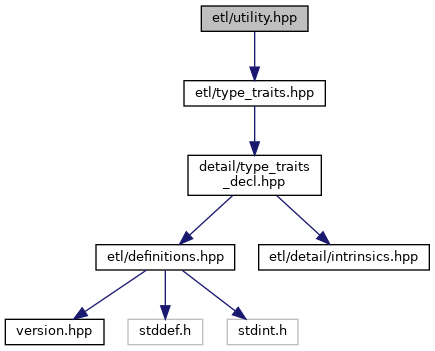 etl/utility.hpp
etl/type_traits.hpp
detail/type_traits
_decl.hpp
etl/definitions.hpp
etl/detail/intrinsics.hpp
version.hpp
stddef.h
stdint.h